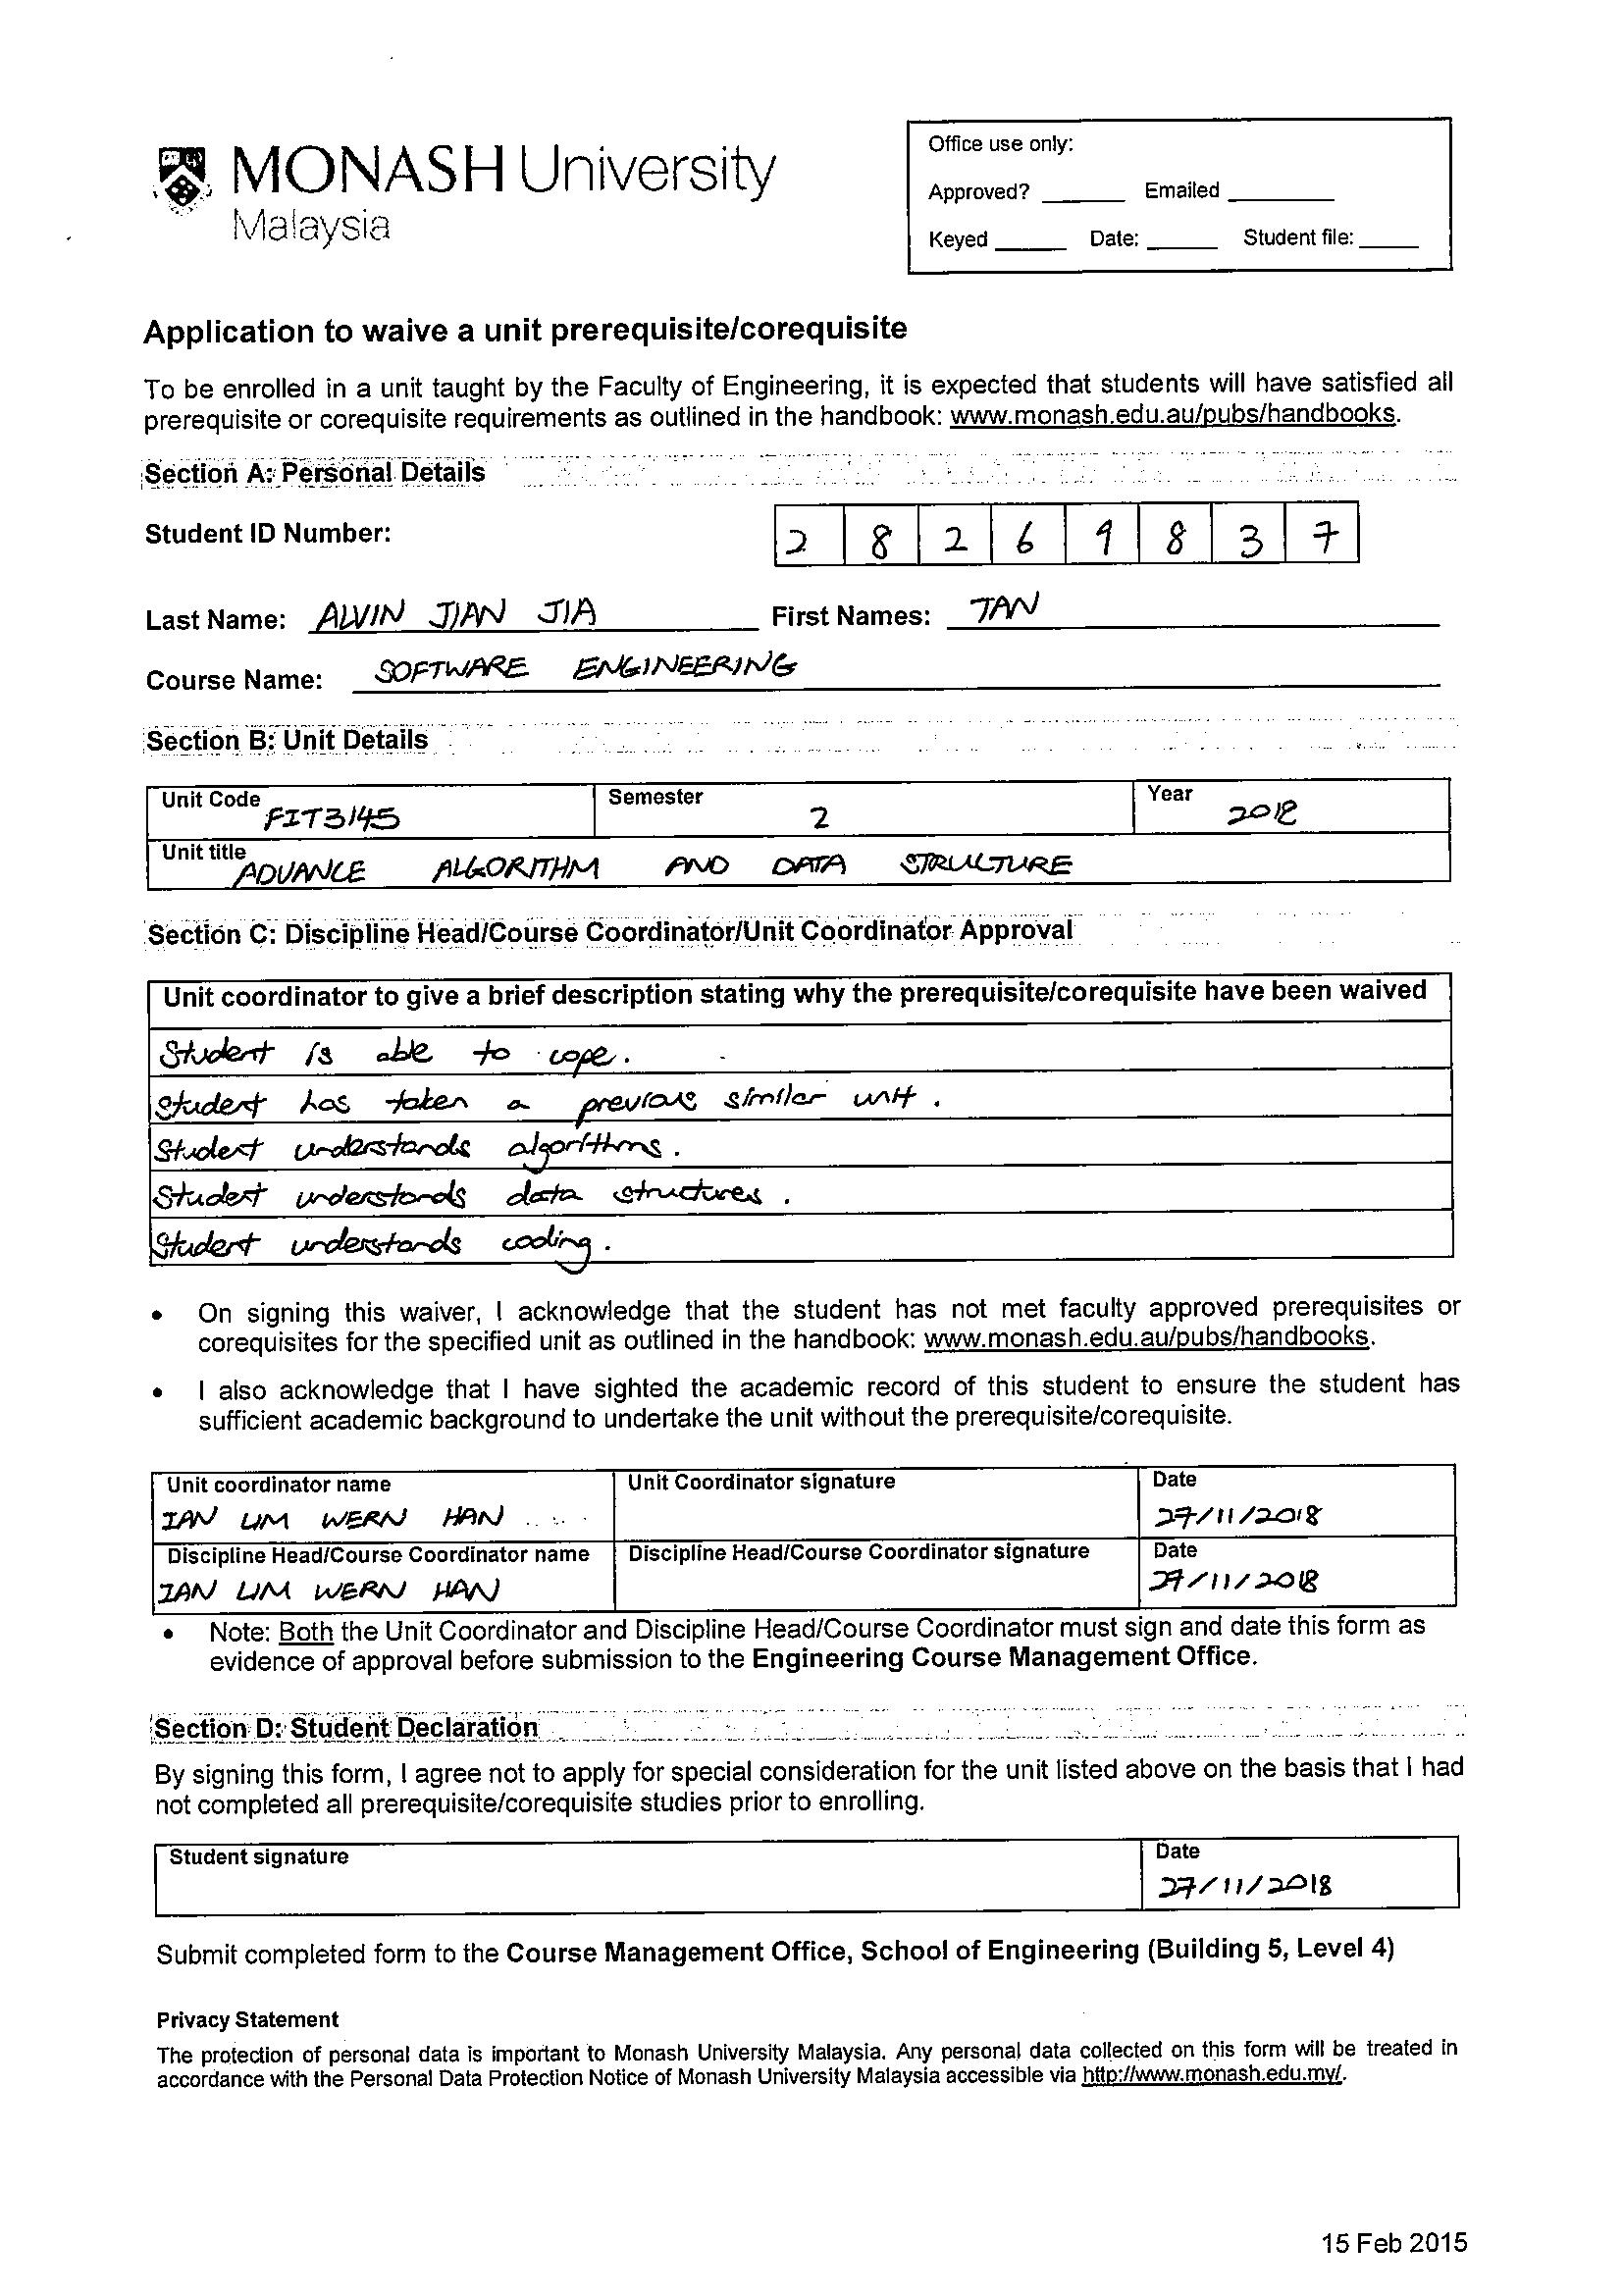 MONASH University
Malaysia
Office use only:
Approved? ______ Emailed ______
Keyed ______ Date: ______ Student file: ______
Application to waive a unit prerequisite/corequisite
To be enrolled in a unit taught by the Faculty of Engineering, it is expected that students will have satisfied all
prerequisite or corequisite requirements as outlined in the handbook: www.monash.edu.au/pubs/handbooks.
Section A: Personal Details
Student ID Number: 2 8 2 6 9 8 3 7
Last Name: ALVIN JIAN JIA First Names: TAN
Course Name: SOFTWARE ENGINEERING
Section B: Unit Details
Unit Code FIT3145 Semester 2 Year 2018
Unit title ADVANCE ALGORITHM AND DATA STRUCTURE
Section C: Discipline Head/Course Coordinator/Unit Coordinator Approval
Unit coordinator to give a brief description stating why the prerequisite/corequisite have been waived
Student is able to cope.
Student has taken a previous similar unit.
Student understands algorithms.
Student understands data structures.
Student understands coding.
• On signing this waiver, I acknowledge that the student has not met faculty approved prerequisites or
corequisites for the specified unit as outlined in the handbook: www.monash.edu.au/pubs/handbooks.
• I also acknowledge that I have sighted the academic record of this student to ensure the student has
sufficient academic background to undertake the unit without the prerequisite/corequisite.
Unit coordinator name Unit Coordinator signature Date
IAN LIM WERN HAN 27/11/2018
Discipline Head/Course Coordinator name Discipline Head/Course Coordinator signature Date
IAN LIM WERN HAN 27/11/2018
• Note: Both the Unit Coordinator and Discipline Head/Course Coordinator must sign and date this form as
evidence of approval before submission to the Engineering Course Management Office.
Section D: Student Declaration
By signing this form, I agree not to apply for special consideration for the unit listed above on the basis that I had
not completed all prerequisite/corequisite studies prior to enrolling.
Student signature Date
27/11/2018
Submit completed form to the Course Management Office, School of Engineering (Building 5, Level 4)
Privacy Statement
The protection of personal data is important to Monash University Malaysia. Any personal data collected on this form will be treated in
accordance with the Personal Data Protection Notice of Monash University Malaysia accessible via http://www.monash.edu.my/.
15 Feb 2015